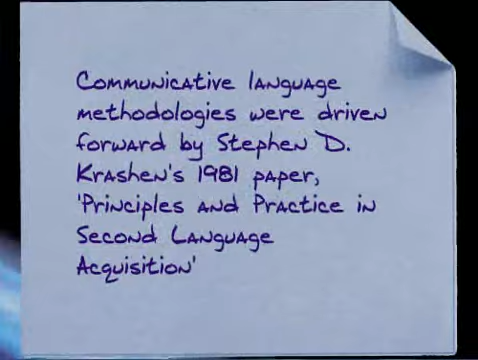 Communicative language
methodologies were driven
forward by Stephen D.
Krashen's 1981 paper,
'Principles and Practice in
Second Language
Acquisition'